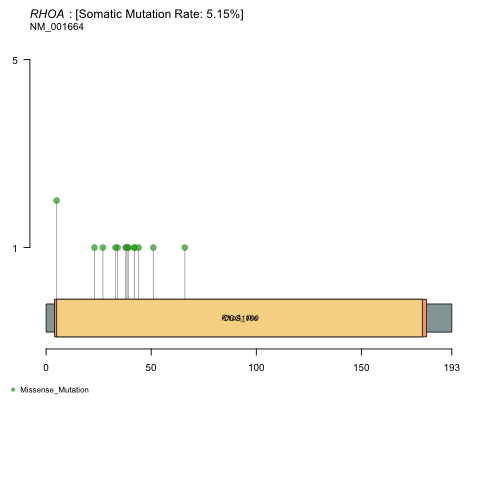 RHOA : [Somatic Mutation Rate: 5.15%]
NM_001664
5
1
0 50 100 150 193
Missense_Mutation